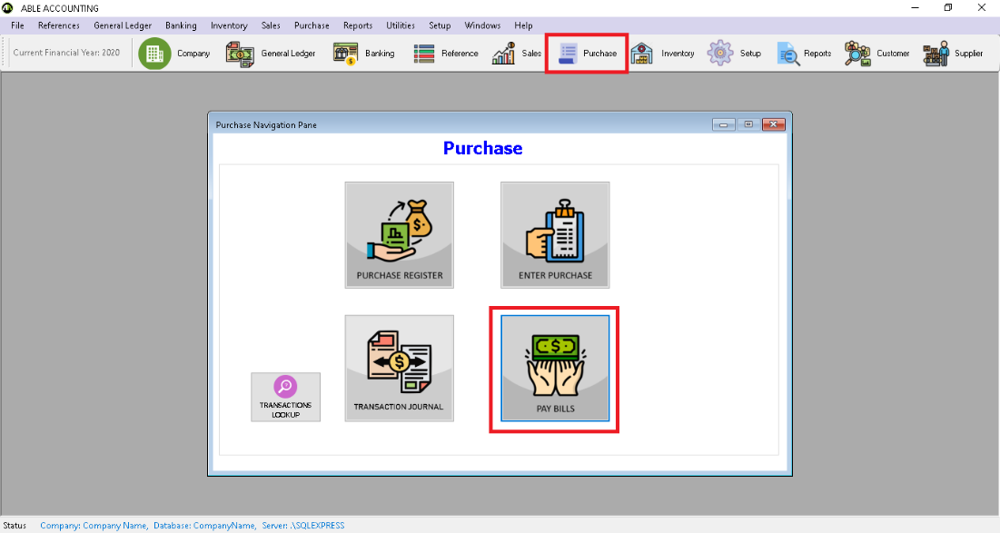 ABLE ACCOUNTING
File References General Ledger Banking Inventory Sales Purchase Reports Utilities Setup Windows Help
Current Financial Year: 2020 Company General Ledger Banking Reference Sales Purchase Inventory Setup Reports Customer Supplier
Purchase Navigation Pane
Purchase
PURCHASE REGISTER ENTER PURCHASE
TRANSACTIONS
LOOKUP
TRANSACTION JOURNAL PAY BILLS
Status Company: Company Name, Database: CompanyName, Server: .\SQLEXPRESS